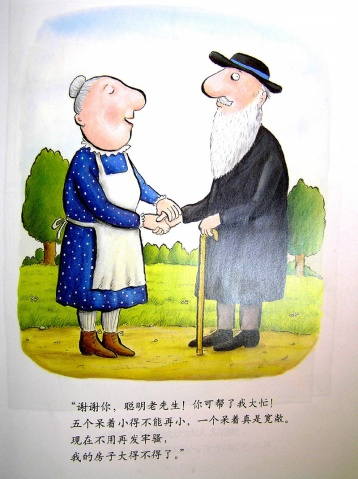 “谢谢你，聪明老先生！你可帮了我大忙！
五个呆着小得不能再小，一个呆着真是宽敞。
现在不用再发牢骚，
我的房子大得不得了。”